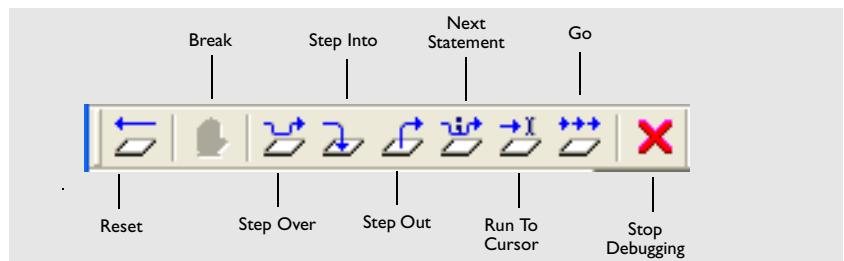 Break
Step Into
Next
Statement
Go
Reset
Step Over
Step Out
Run To
Cursor
Stop
Debugging